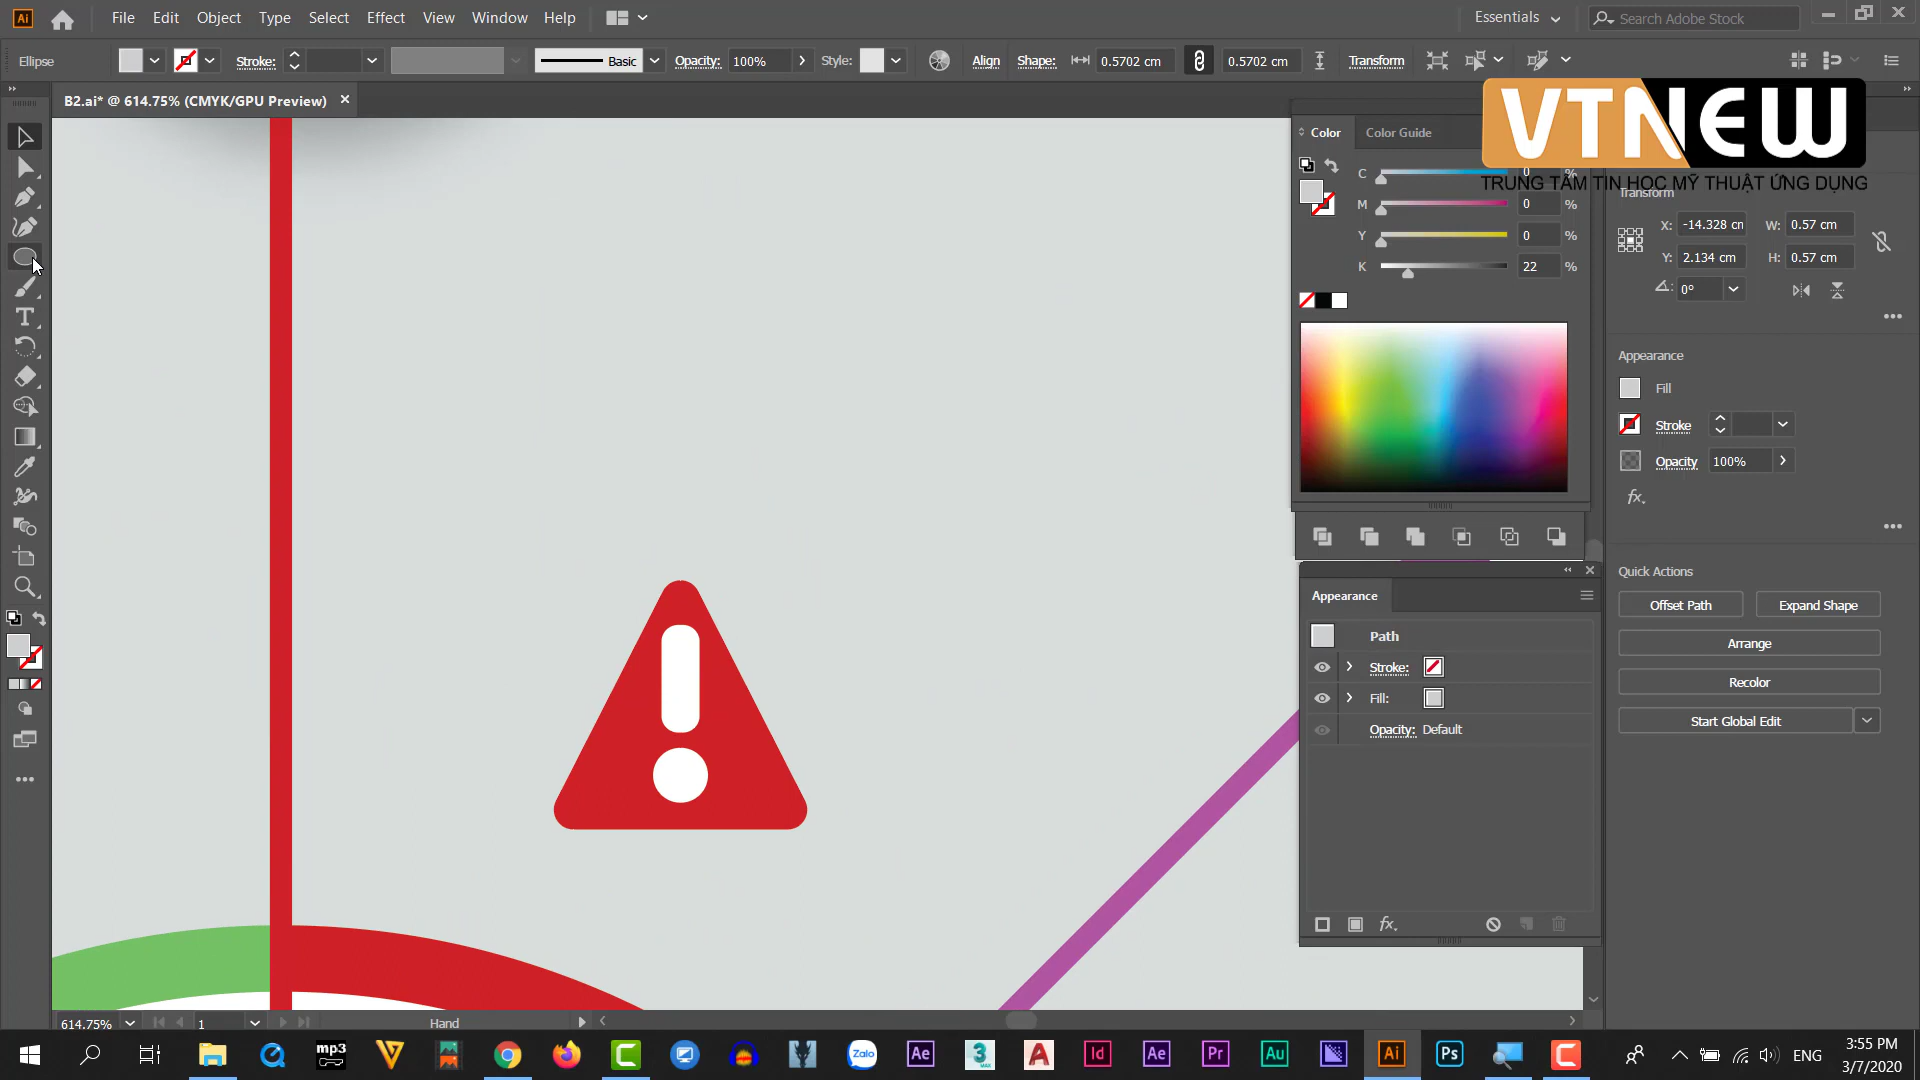 Ai File Edit Object Type Select Effect View Window Help Essentials Search Adobe Stock
Ellipse Stroke: Basic Opacity: 100% Style: Align Shape: 0.5702 cm 0.5702 cm Transform
B2.ai* @ 614.75% (CMYK/GPU Preview)
VTNEW
TRUNG TÂM TIN HỌC MỸ THUẬT ỨNG DỤNG
Color Color Guide
C 0 %
M 0 %
Y 0 %
K 22 %
Transform
X: -14.328 cm W: 0.57 cm
Y: 2.134 cm H: 0.57 cm
0°
Appearance
Fill
Stroke
Opacity 100%
fx.
Quick Actions
Offset Path Expand Shape
Arrange
Recolor
Start Global Edit
Appearance
Path
Stroke:
Fill:
Opacity: Default
fx.
614.75% 1 Hand
mp3 Zalo Ae 3 MAX A Id Ae Pr Au Ai Ps ENG
3:55 PM
3/7/2020